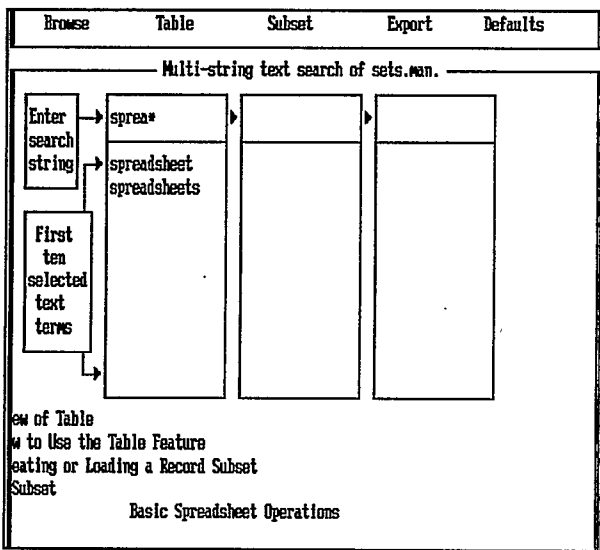 Browse Table Subset Export Defaults
Multi-string text search of sets.man.
Enter search string
sprea*
spreadsheet
spreadsheets
First ten selected text terms
ew of Table
w to Use the Table Feature
eating or Loading a Record Subset
Subset
Basic Spreadsheet Operations